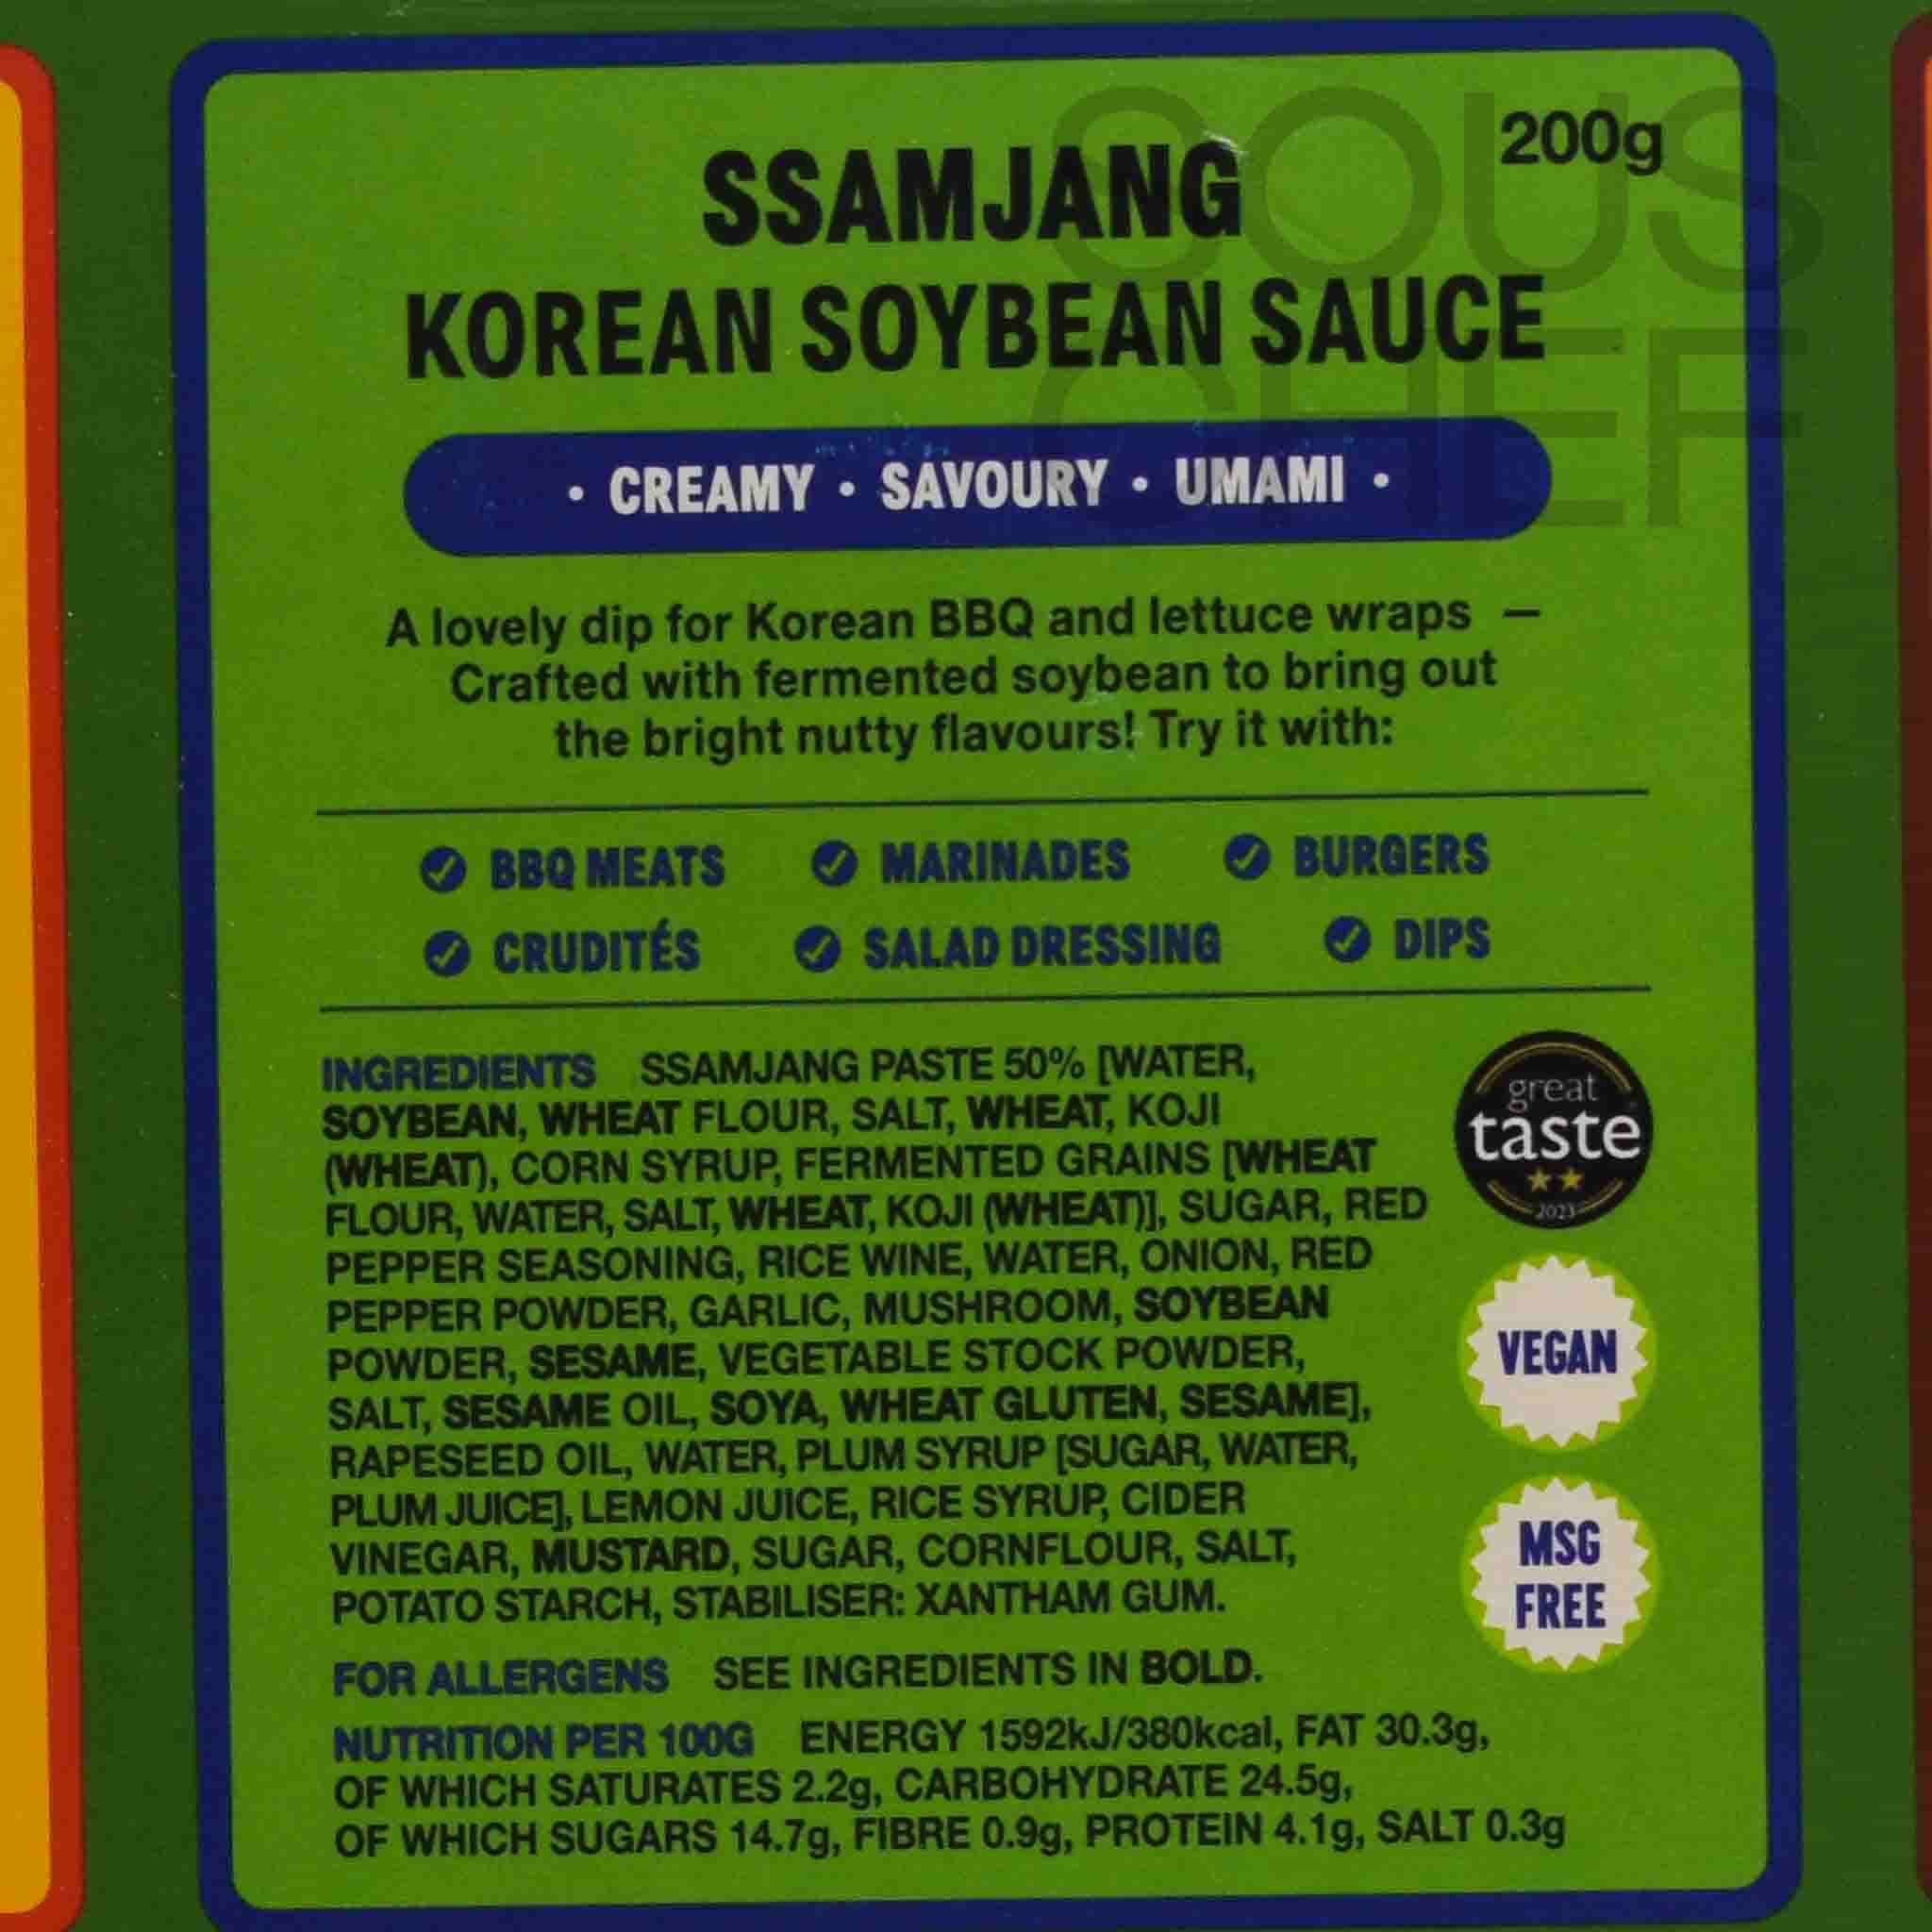 SOUS
CHEF
200g
SSAMJANG
KOREAN SOYBEAN SAUCE
• CREAMY • SAVOURY • UMAMI •
A lovely dip for Korean BBQ and lettuce wraps —
Crafted with fermented soybean to bring out
the bright nutty flavours! Try it with:
BBQ MEATS MARINADES BURGERS
CRUDITÉS SALAD DRESSING DIPS
INGREDIENTS SSAMJANG PASTE 50% [WATER,
SOYBEAN, WHEAT FLOUR, SALT, WHEAT, KOJI
(WHEAT), CORN SYRUP, FERMENTED GRAINS [WHEAT
FLOUR, WATER, SALT, WHEAT, KOJI (WHEAT)], SUGAR, RED
PEPPER SEASONING, RICE WINE, WATER, ONION, RED
PEPPER POWDER, GARLIC, MUSHROOM, SOYBEAN
POWDER, SESAME, VEGETABLE STOCK POWDER,
SALT, SESAME OIL, SOYA, WHEAT GLUTEN, SESAME],
RAPESEED OIL, WATER, PLUM SYRUP [SUGAR, WATER,
PLUM JUICE], LEMON JUICE, RICE SYRUP, CIDER
VINEGAR, MUSTARD, SUGAR, CORNFLOUR, SALT,
POTATO STARCH, STABILISER: XANTHAM GUM.
great
taste
2023
VEGAN
MSG
FREE
FOR ALLERGENS SEE INGREDIENTS IN BOLD.
NUTRITION PER 100G ENERGY 1592kJ/380kcal, FAT 30.3g,
OF WHICH SATURATES 2.2g, CARBOHYDRATE 24.5g,
OF WHICH SUGARS 14.7g, FIBRE 0.9g, PROTEIN 4.1g, SALT 0.3g